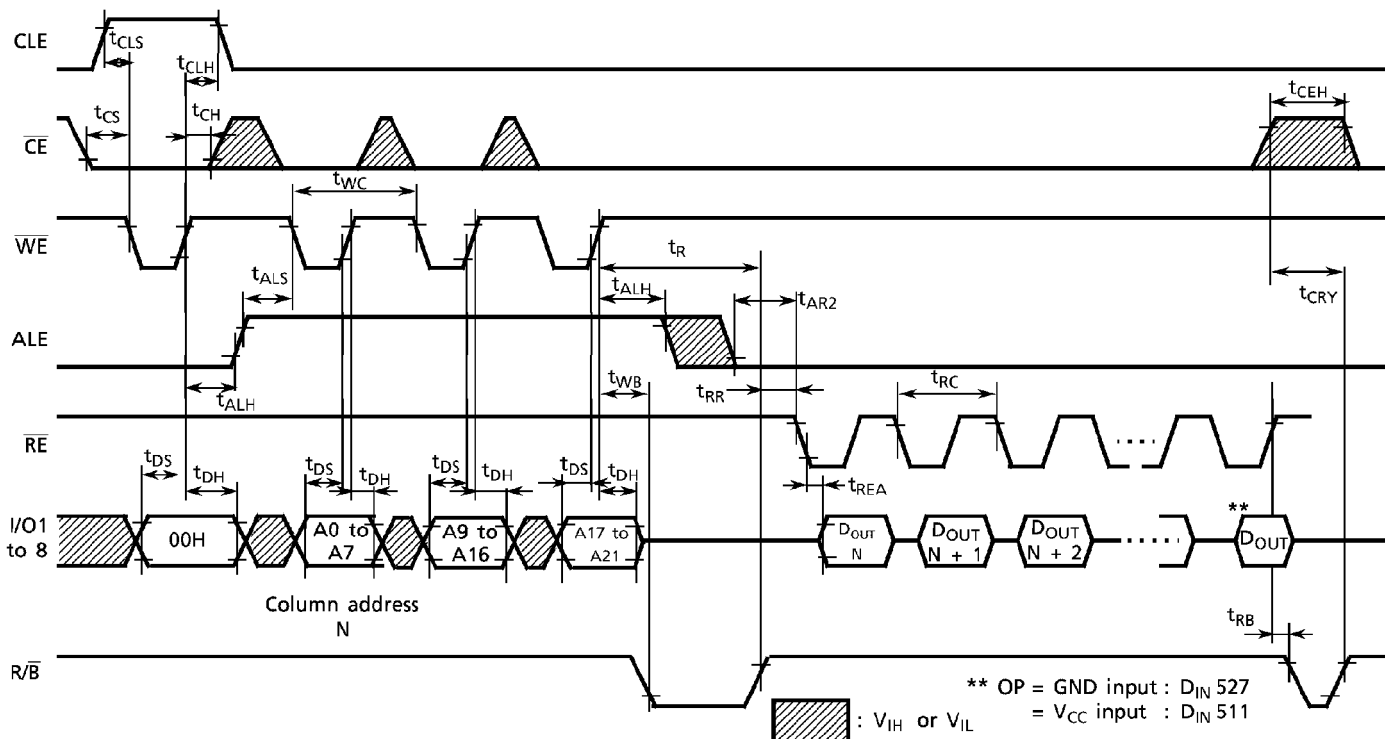 CLE
tCLS
tCLH
tCEH
CE
tCS
tCH
tWC
WE
tR
tALS
tALH
tAR2
tCRY
ALE
tALH
tWB
tRR
tRC
RE
tDS
tDH
tDS
tDH
tDS
tDH
tDS
tDH
tREA
I/O1
to 8
00H
A0 to
A7
A9 to
A16
A17 to
A21
DOUT
N
DOUT
N + 1
DOUT
N + 2
**
DOUT
Column address
N
tRB
R/B
: VIH or VIL
** OP = GND input : DIN 527
= VCC input : DIN 511